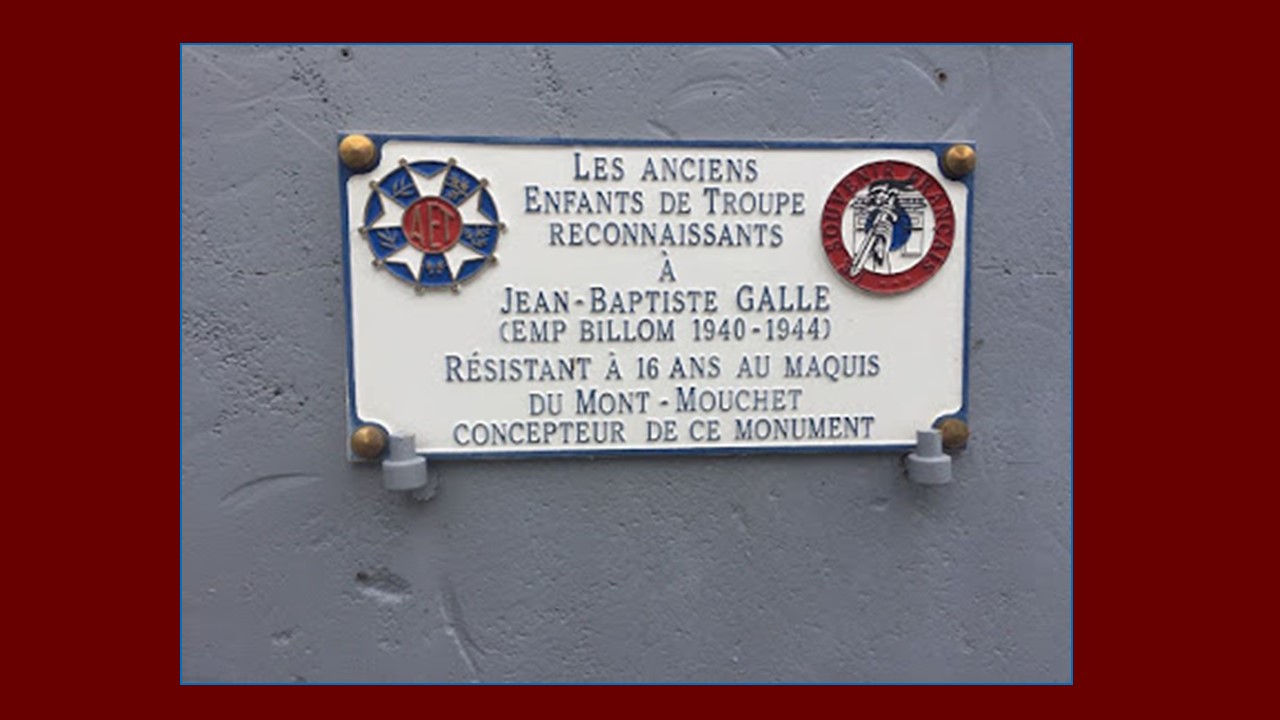 LES ANCIENS
ENFANTS DE TROUPE
RECONNAISSANTS
À
JEAN-BAPTISTE GALLE
(EMP BILLOM 1940-1944)
RÉSISTANT À 16 ANS AU MAQUIS
DU MONT-MOUCHET
CONCEPTEUR DE CE MONUMENT
AET
SOUVENIR FRANÇAIS